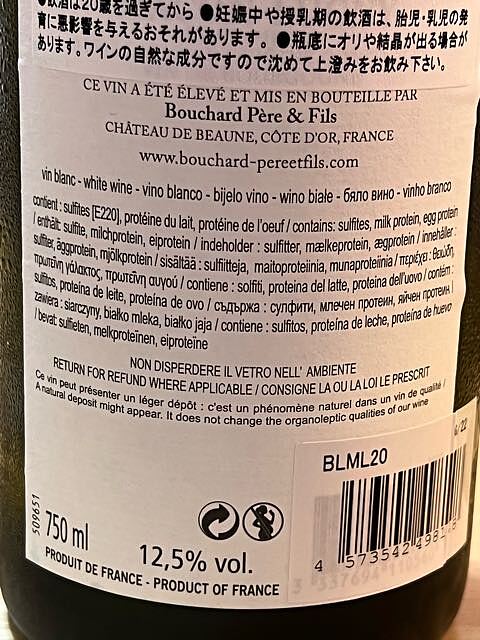 ●飲酒は20歳を過ぎてから ●妊娠中や授乳期の飲酒は、胎児・乳児の発
育に悪影響を与えるおそれがあります。 ●瓶底にオリや結晶が出る場合が
あります。ワインの自然な成分ですので沈めて上澄みをお飲み下さい。
CE VIN A ÉTÉ ÉLEVÉ ET MIS EN BOUTEILLE PAR
Bouchard Père & Fils
CHÂTEAU DE BEAUNE, CÔTE D'OR, FRANCE
www.bouchard-pereetfils.com
vin blanc - white wine - vino blanco - bijelo vino - wino białe - бяло вино - vinho branco
contient : sulfites [E220], protéine du lait, protéine de l'oeuf / contains: sulfites, milk protein, egg protein
/ enthält: sulfite, milchprotein, eiprotein / indeholder : sulfitter, mælkeprotein, ægprotein / innehåller :
sulfiter, äggprotein, mjölkprotein / sisältää : sulfiitteja, maitoproteiinia, munaproteiinia / περιέχει : Θειώδη,
πρωτεΐνη γάλακτος, πρωτεΐνη αυγού / contiene : solfiti, proteina del latte, proteina dell'uovo / contém :
sulfitos, proteína de leite, proteína de ovo / съдържа : сулфити, млечен протеин, яйчен протеин /
zawiera : siarczyny, białko mleka, białko jaja / contiene : sulfitos, proteína de leche, proteína de huevo
/ bevat: sulfieten, melkproteïnen, eiproteïne
NON DISPERDERE IL VETRO NELL' AMBIENTE
RETURN FOR REFUND WHERE APPLICABLE / CONSIGNE LA OU LA LOI LE PRESCRIT
Ce vin peut présenter un léger dépôt : c'est un phénomène naturel dans un vin de qualité /
A natural deposit might appear. It does not change the organoleptic qualities of our wine
6/22
BLML20
509651
750 ml
12,5% vol.
PRODUIT DE FRANCE - PRODUCT OF FRANCE
4 573542 498